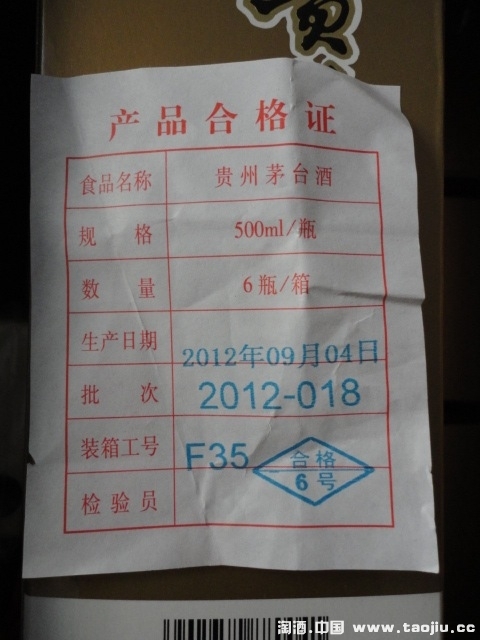 贵
产品合格证
食品名称 贵州茅台酒
规 格 500ml/瓶
数 量 6瓶/箱
生产日期 2012年09月04日
批 次 2012-018
装箱工号 F35
检验员 合格
6号
淘酒.中国 www.taojiu.cc